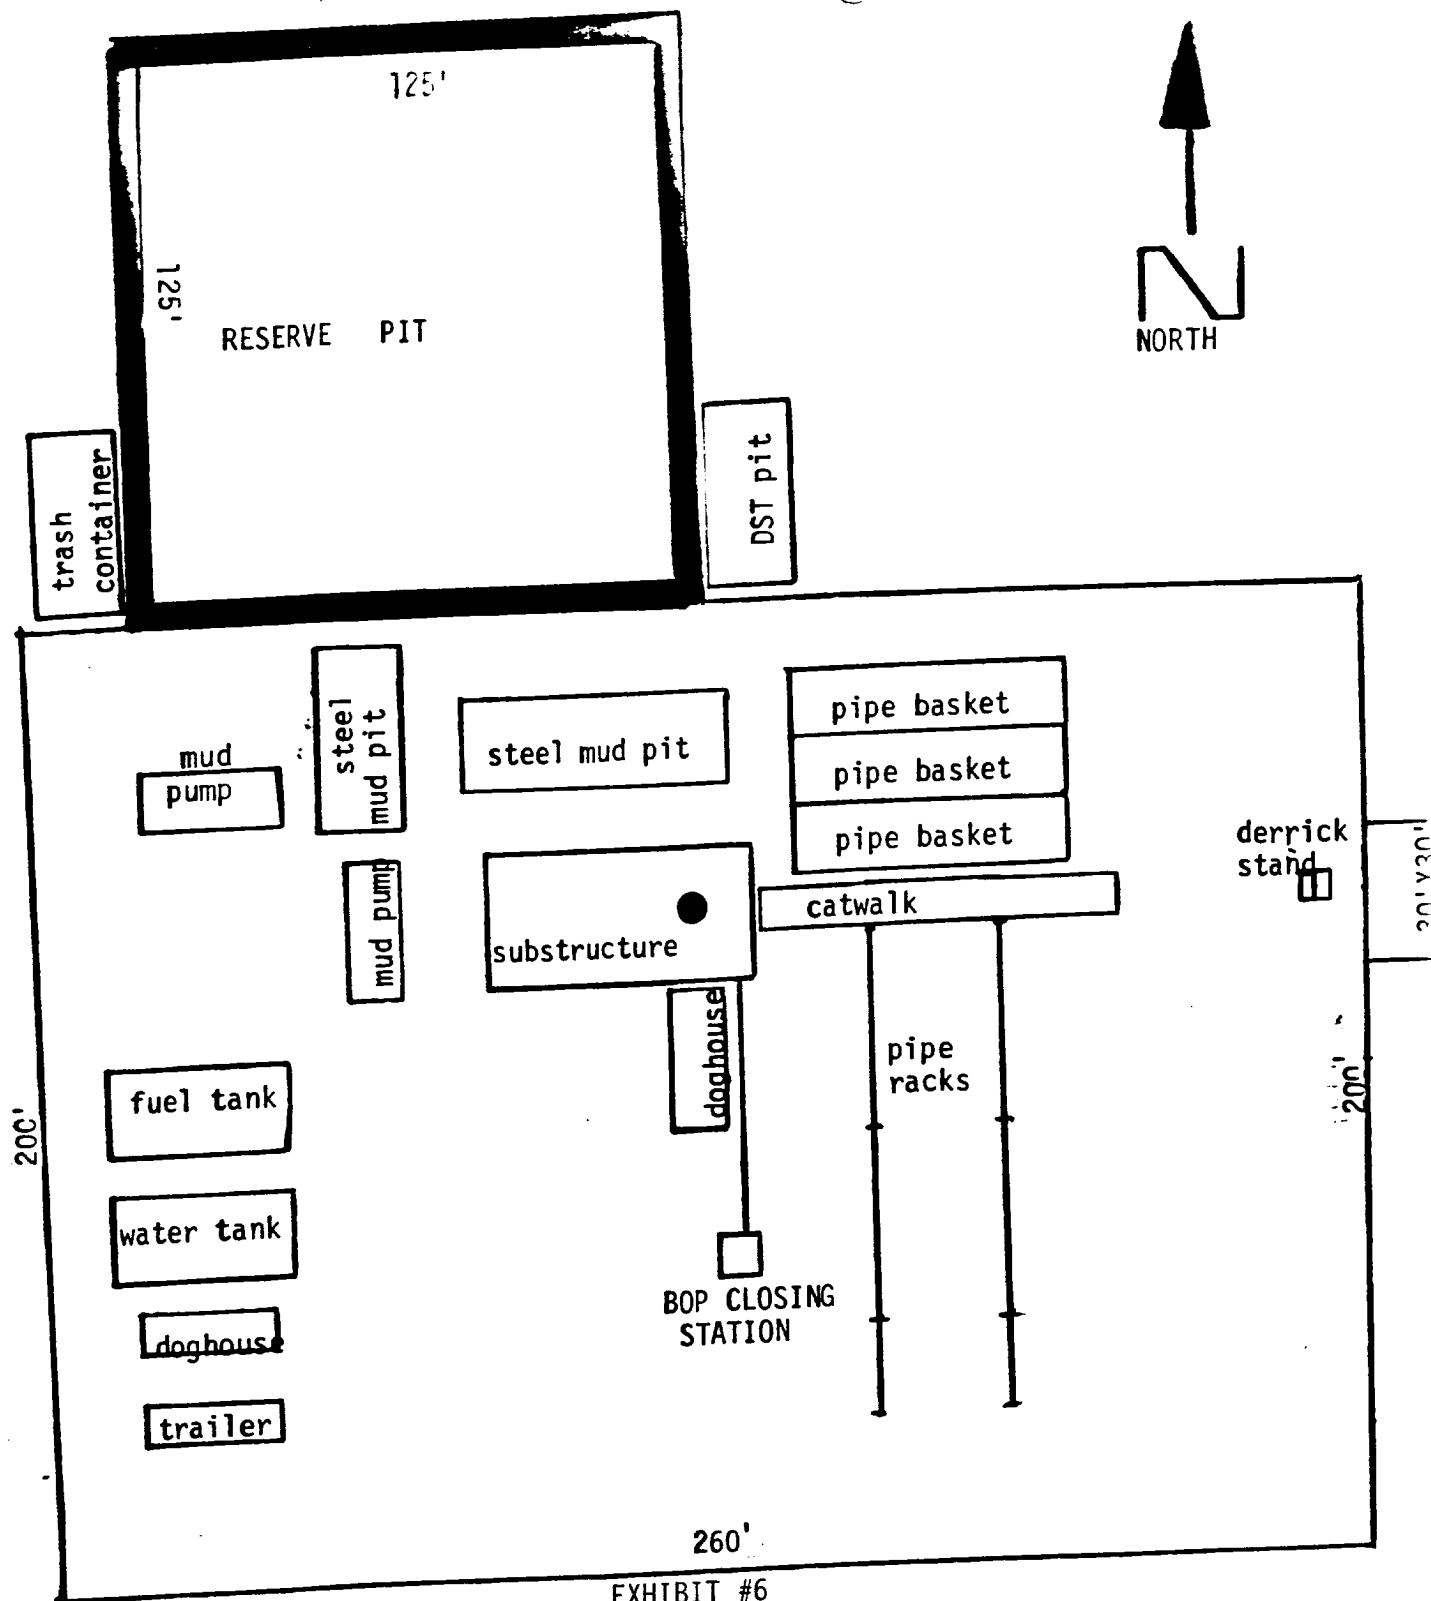 125'
125'
RESERVE PIT
N
NORTH
trash
container
DST pit
mud
pump
steel
mud pit
steel mud pit
pipe basket
pipe basket
pipe basket
derrick
stand
mud pump
substructure
catwalk
doghouse
pipe
racks
200'
200'
fuel tank
water tank
BOP CLOSING
STATION
doghouse
trailer
260'
EXHIBIT #6